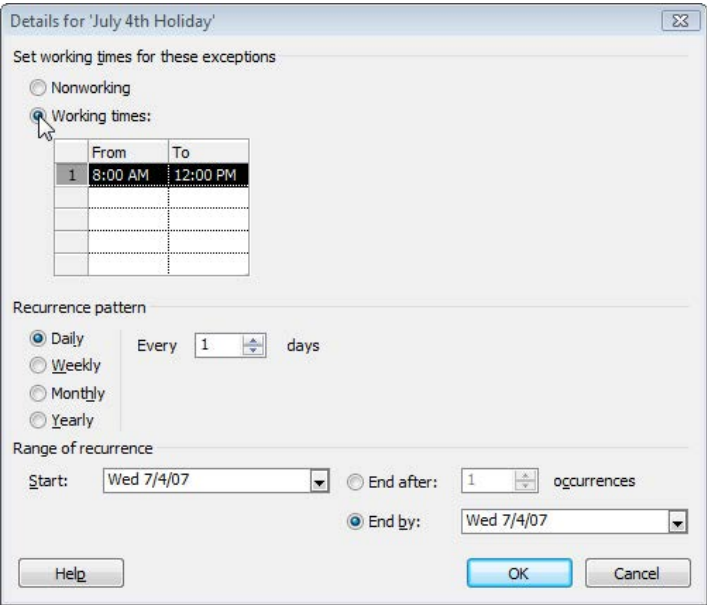 Details for 'July 4th Holiday'
Set working times for these exceptions
Nonworking
Working times:
From To
1 8:00 AM 12:00 PM
Recurrence pattern
Daily
Every 1 days
Weekly
Monthly
Yearly
Range of recurrence
Start: Wed 7/4/07 End after: 1 occurrences
End by: Wed 7/4/07
Help OK Cancel